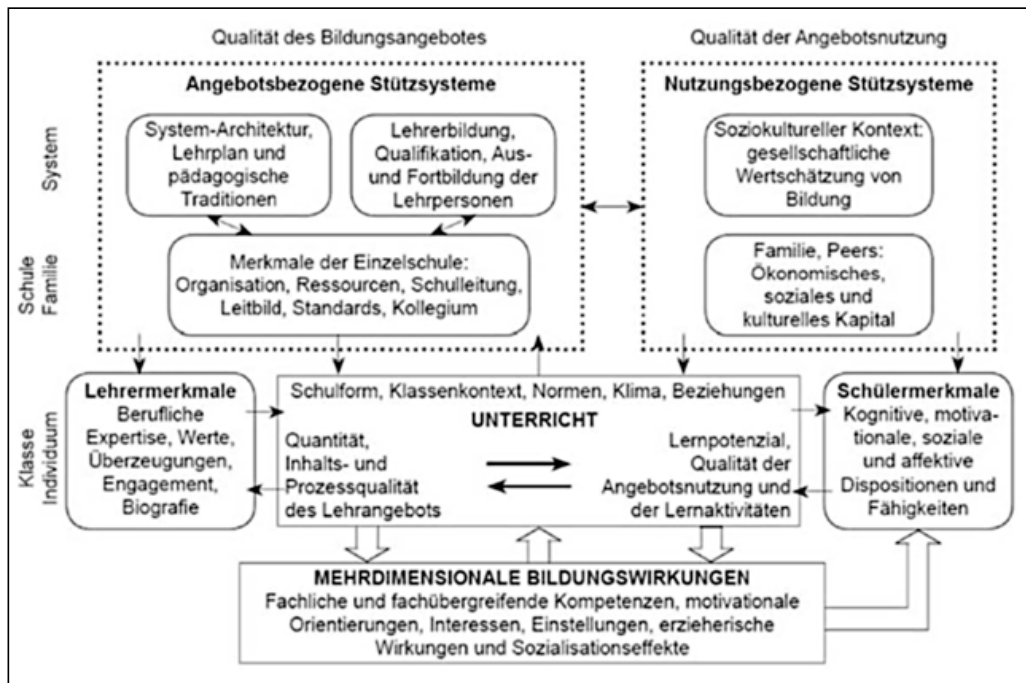 Qualität des Bildungsangebotes
Qualität der Angebotsnutzung
System
Schule
Familie
Klasse
Individuum
Angebotsbezogene Stützsysteme
System-Architektur,
Lehrplan und
pädagogische
Traditionen
Lehrerbildung,
Qualifikation, Aus-
und Fortbildung der
Lehrpersonen
Merkmale der Einzelschule:
Organisation, Ressourcen, Schulleitung,
Leitbild, Standards, Kollegium
Nutzungsbezogene Stützsysteme
Soziokultureller Kontext:
gesellschaftliche
Wertschätzung von
Bildung
Familie, Peers:
Ökonomisches,
soziales und
kulturelles Kapital
Lehrermerkmale
Berufliche
Expertise, Werte,
Überzeugungen,
Engagement,
Biografie
Schulform, Klassenkontext, Normen, Klima, Beziehungen
UNTERRICHT
Quantität,
Inhalts- und
Prozessqualität
des Lehrangebots
Lernpotenzial,
Qualität der
Angebotsnutzung und
der Lernaktivitäten
Schülermerkmale
Kognitive, motiva-
tionale, soziale
und affektive
Dispositionen und
Fähigkeiten
MEHRDIMENSIONALE BILDUNGSWIRKUNGEN
Fachliche und fachübergreifende Kompetenzen, motivationale
Orientierungen, Interessen, Einstellungen, erzieherische
Wirkungen und Sozialisationseffekte